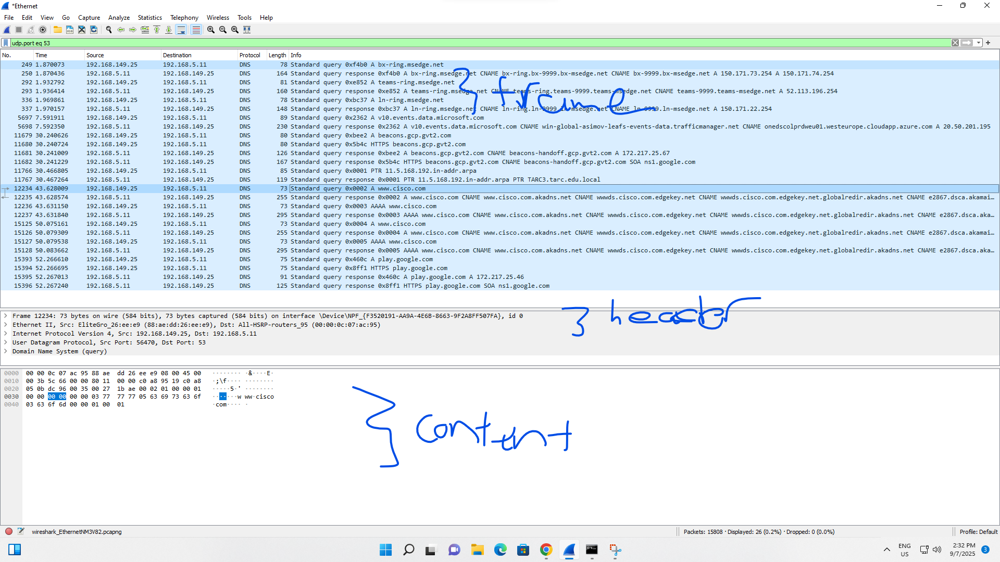 *Ethernet
File Edit View Go Capture Analyze Statistics Telephony Wireless Tools Help
udp.port eq 53
No. Time Source Destination Protocol Length Info
249 1.870073 192.168.149.25 192.168.5.11 DNS 78 Standard query 0xf4b0 A bx-ring.msedge.net
250 1.870436 192.168.5.11 192.168.149.25 DNS 164 Standard query response 0xf4b0 A bx-ring.msedge.net CNAME bx-ring.bx-9999.bx-msedge.net CNAME bx-9999.bx-msedge.net A 150.171.73.254 A 150.171.74.254
292 1.932792 192.168.149.25 192.168.5.11 DNS 81 Standard query 0xe852 A teams-ring.msedge.net
293 1.936414 192.168.5.11 192.168.149.25 DNS 160 Standard query response 0xe852 A teams-ring.msedge.net CNAME teams-ring.teams-9999.teams-msedge.net CNAME teams-9999.teams-msedge.net A 52.113.196.254
frame
336 1.969861 192.168.149.25 192.168.5.11 DNS 78 Standard query 0xbc37 A ln-ring.msedge.net
337 1.970157 192.168.5.11 192.168.149.25 DNS 148 Standard query response 0xbc37 A ln-ring.msedge.net CNAME ln-ring.ln-9999.ln-msedge.net CNAME ln-9999.ln-msedge.net A 150.171.22.254
5697 7.591911 192.168.149.25 192.168.5.11 DNS 89 Standard query 0x2362 A v10.events.data.microsoft.com
5698 7.592350 192.168.5.11 192.168.149.25 DNS 230 Standard query response 0x2362 A v10.events.data.microsoft.com CNAME win-global-asimov-leafs-events-data.trafficmanager.net CNAME onedscolprdweu01.westeurope.cloudapp.azure.com A 20.50.201.195
11679 30.240626 192.168.149.25 192.168.5.11 DNS 80 Standard query 0xbee2 A beacons.gcp.gvt2.com
11680 30.240724 192.168.149.25 192.168.5.11 DNS 80 Standard query 0x5b4c HTTPS beacons.gcp.gvt2.com
11681 30.241009 192.168.5.11 192.168.149.25 DNS 126 Standard query response 0xbee2 A beacons.gcp.gvt2.com CNAME beacons-handoff.gcp.gvt2.com A 172.217.25.67
11682 30.241229 192.168.5.11 192.168.149.25 DNS 167 Standard query response 0x5b4c HTTPS beacons.gcp.gvt2.com CNAME beacons-handoff.gcp.gvt2.com SOA ns1.google.com
11766 30.466805 192.168.149.25 192.168.5.11 DNS 85 Standard query 0x0001 PTR 11.5.168.192.in-addr.arpa
11767 30.467264 192.168.5.11 192.168.149.25 DNS 119 Standard query response 0x0001 PTR 11.5.168.192.in-addr.arpa PTR TARC3.tarc.edu.local
12234 43.628009 192.168.149.25 192.168.5.11 DNS 73 Standard query 0x0002 A www.cisco.com
12235 43.628574 192.168.5.11 192.168.149.25 DNS 255 Standard query response 0x0002 A www.cisco.com CNAME www.cisco.com.akadns.net CNAME wwwds.cisco.com.edgekey.net CNAME wwwds.cisco.com.edgekey.net.globalredir.akadns.net CNAME e2867.dsca.akamai…
12236 43.631150 192.168.149.25 192.168.5.11 DNS 73 Standard query 0x0003 AAAA www.cisco.com
12237 43.631840 192.168.5.11 192.168.149.25 DNS 295 Standard query response 0x0003 AAAA www.cisco.com CNAME www.cisco.com.akadns.net CNAME wwwds.cisco.com.edgekey.net CNAME wwwds.cisco.com.edgekey.net.globalredir.akadns.net CNAME e2867.dsca.aka…
15125 50.075161 192.168.149.25 192.168.5.11 DNS 73 Standard query 0x0004 A www.cisco.com
15126 50.079309 192.168.5.11 192.168.149.25 DNS 255 Standard query response 0x0004 A www.cisco.com CNAME www.cisco.com.akadns.net CNAME wwwds.cisco.com.edgekey.net CNAME wwwds.cisco.com.edgekey.net.globalredir.akadns.net CNAME e2867.dsca.akamai…
15127 50.079538 192.168.149.25 192.168.5.11 DNS 73 Standard query 0x0005 AAAA www.cisco.com
15128 50.083662 192.168.5.11 192.168.149.25 DNS 295 Standard query response 0x0005 AAAA www.cisco.com CNAME www.cisco.com.akadns.net CNAME wwwds.cisco.com.edgekey.net CNAME wwwds.cisco.com.edgekey.net.globalredir.akadns.net CNAME e2867.dsca.aka…
15393 52.266610 192.168.149.25 192.168.5.11 DNS 75 Standard query 0x460c A play.google.com
15394 52.266695 192.168.149.25 192.168.5.11 DNS 75 Standard query 0x8ff1 HTTPS play.google.com
15395 52.267013 192.168.5.11 192.168.149.25 DNS 91 Standard query response 0x460c A play.google.com A 172.217.25.46
15396 52.267240 192.168.5.11 192.168.149.25 DNS 125 Standard query response 0x8ff1 HTTPS play.google.com SOA ns1.google.com
Frame 12234: 73 bytes on wire (584 bits), 73 bytes captured (584 bits) on interface \Device\NPF_{F3520191-AA9A-4E6B-8663-9F2A8FF507FA}, id 0
header
Ethernet II, Src: EliteGro_26:ee:e9 (88:ae:dd:26:ee:e9), Dst: All-HSRP-routers_95 (00:00:0c:07:ac:95)
Internet Protocol Version 4, Src: 192.168.149.25, Dst: 192.168.5.11
User Datagram Protocol, Src Port: 56470, Dst Port: 53
Domain Name System (query)
0000 00 00 0c 07 ac 95 88 ae dd 26 ee e9 08 00 45 00 ········ ·&····E·
0010 00 3b 5c 66 00 00 80 11 00 00 c0 a8 95 19 c0 a8 ·;\f···· ········
0020 05 0b dc 96 00 35 00 27 1b ae 00 02 01 00 00 01 ·····5·' ········
0030 00 00 00 00 00 00 03 77 77 77 05 63 69 73 63 6f ·······w ww·cisco
0040 03 63 6f 6d 00 00 01 00 01 ·com···· ·
content
wireshark_EthernetNM3V82.pcapng
Packets: 15808 · Displayed: 26 (0.2%) · Dropped: 0 (0.0%)
Profile: Default
ENG
US
2:32 PM
9/7/2025
3